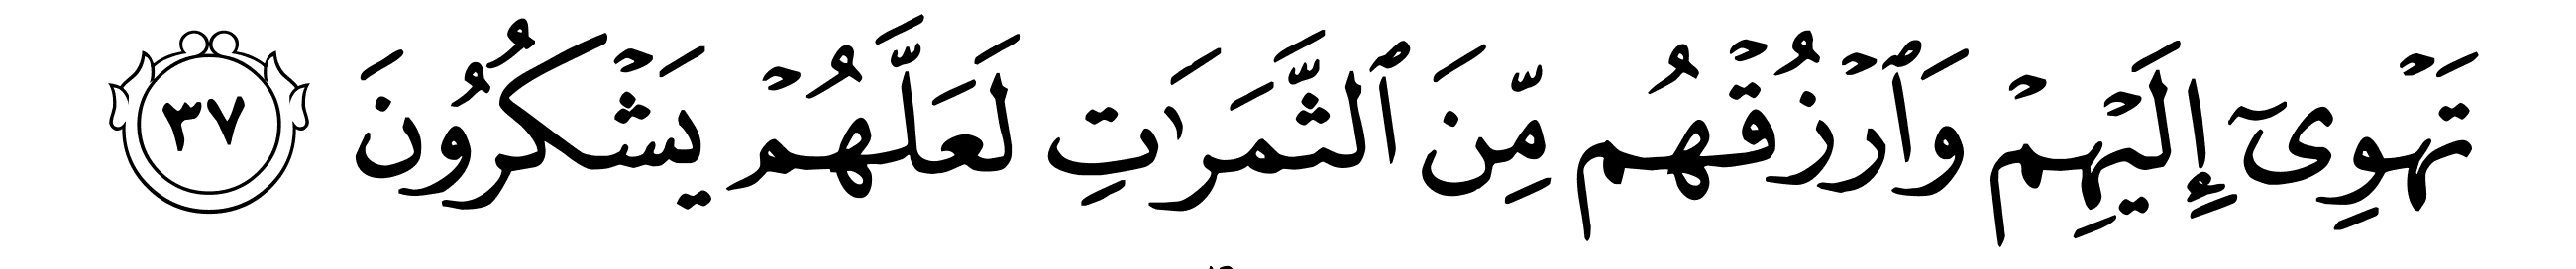 تَهۡوِيٓ إِلَيۡهِمۡ وَٱرۡزُقۡهُم مِّنَ ٱلثَّمَرَٰتِ لَعَلَّهُمۡ يَشۡكُرُونَ ٣٧